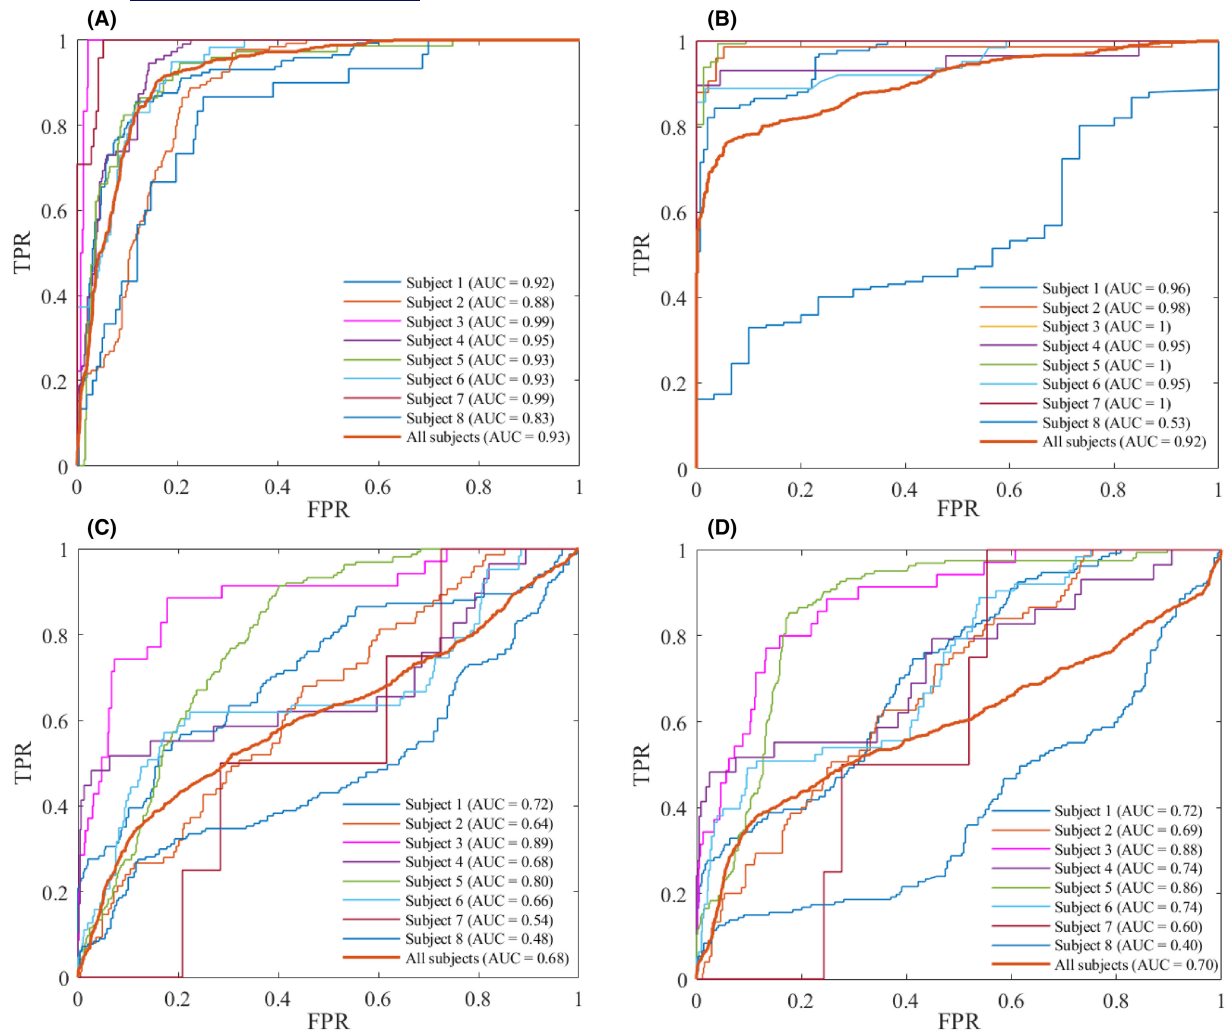 (A)
1
0.8
0.6
0.4
0.2
0
TPR
Subject 1 (AUC = 0.92)
Subject 2 (AUC = 0.88)
Subject 3 (AUC = 0.99)
Subject 4 (AUC = 0.95)
Subject 5 (AUC = 0.93)
Subject 6 (AUC = 0.93)
Subject 7 (AUC = 0.99)
Subject 8 (AUC = 0.83)
All subjects (AUC = 0.93)
0 0.2 0.4 0.6 0.8 1
FPR
(B)
1
0.8
0.6
0.4
0.2
0
TPR
Subject 1 (AUC = 0.96)
Subject 2 (AUC = 0.98)
Subject 3 (AUC = 1)
Subject 4 (AUC = 0.95)
Subject 5 (AUC = 1)
Subject 6 (AUC = 0.95)
Subject 7 (AUC = 1)
Subject 8 (AUC = 0.53)
All subjects (AUC = 0.92)
0 0.2 0.4 0.6 0.8 1
FPR
(C)
1
0.8
0.6
0.4
0.2
0
TPR
Subject 1 (AUC = 0.72)
Subject 2 (AUC = 0.64)
Subject 3 (AUC = 0.89)
Subject 4 (AUC = 0.68)
Subject 5 (AUC = 0.80)
Subject 6 (AUC = 0.66)
Subject 7 (AUC = 0.54)
Subject 8 (AUC = 0.48)
All subjects (AUC = 0.68)
0 0.2 0.4 0.6 0.8 1
FPR
(D)
1
0.8
0.6
0.4
0.2
0
TPR
Subject 1 (AUC = 0.72)
Subject 2 (AUC = 0.69)
Subject 3 (AUC = 0.88)
Subject 4 (AUC = 0.74)
Subject 5 (AUC = 0.86)
Subject 6 (AUC = 0.74)
Subject 7 (AUC = 0.60)
Subject 8 (AUC = 0.40)
All subjects (AUC = 0.70)
0 0.2 0.4 0.6 0.8 1
FPR